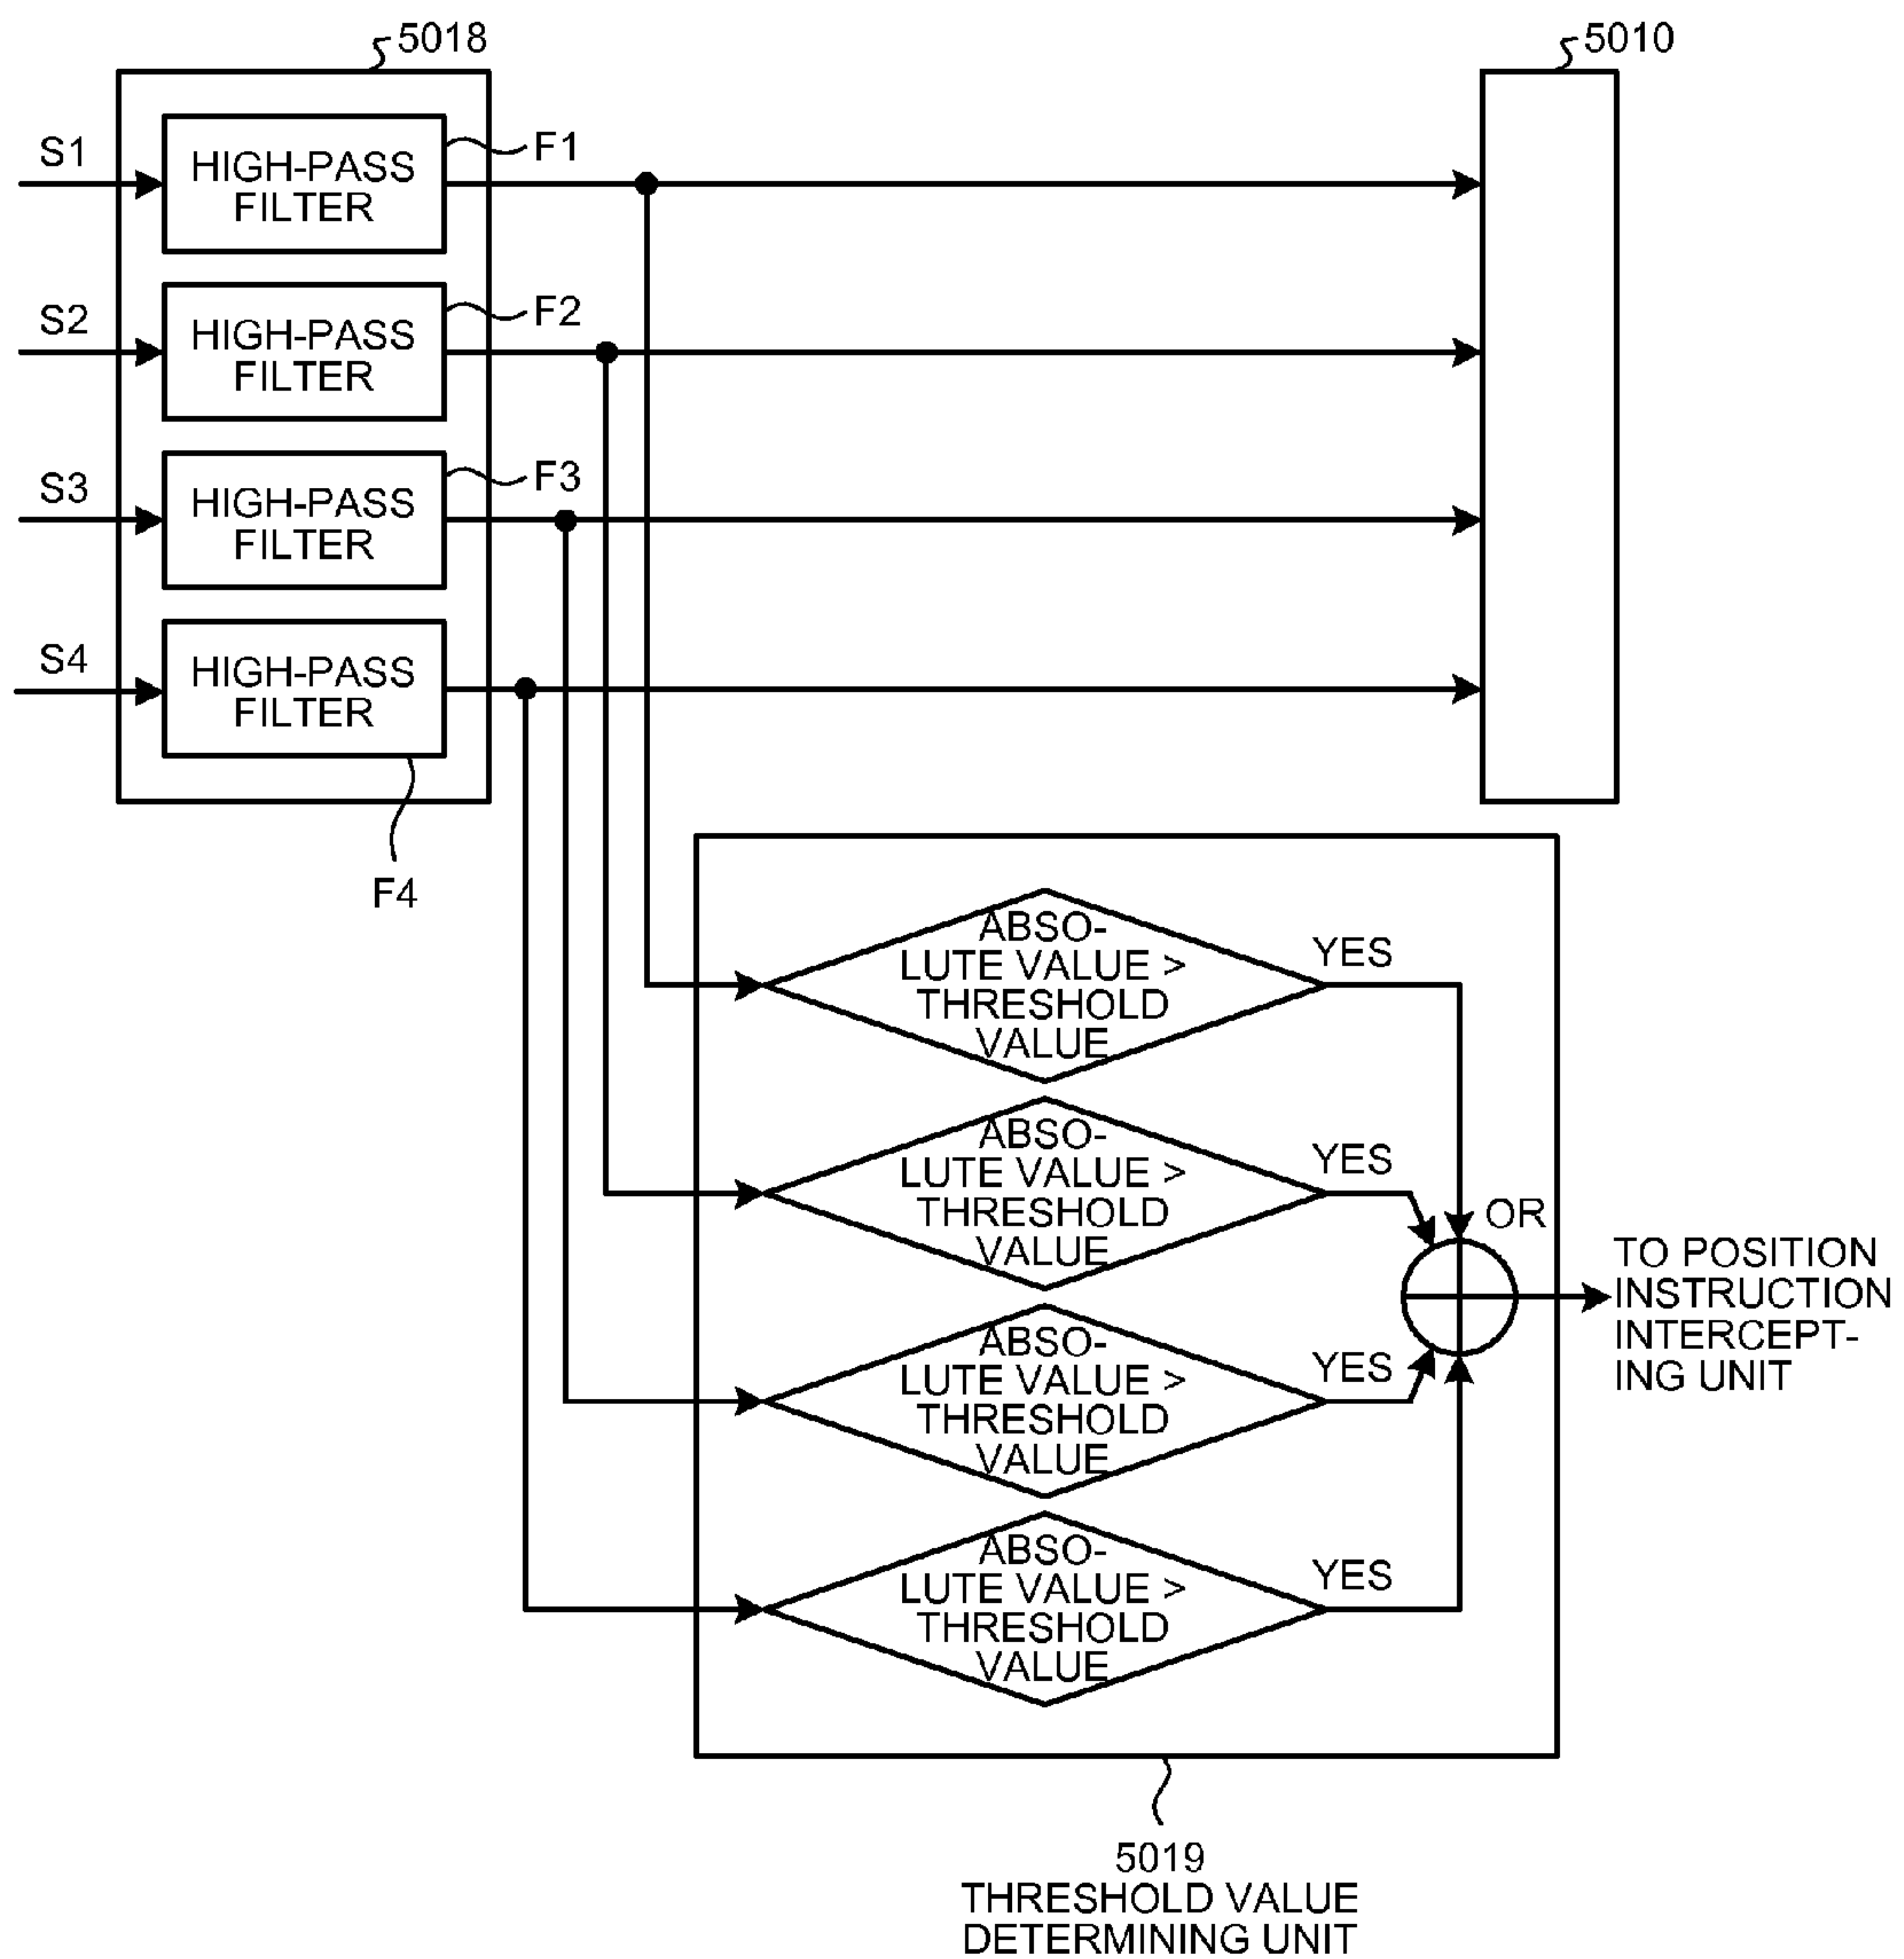 5018
5010
S1
HIGH-PASS
FILTER
F1
S2
HIGH-PASS
FILTER
F2
S3
HIGH-PASS
FILTER
F3
S4
HIGH-PASS
FILTER
F4
ABSO-
LUTE VALUE >
THRESHOLD
VALUE
YES
ABSO-
LUTE VALUE >
THRESHOLD
VALUE
YES
OR
TO POSITION
INSTRUCTION
INTERCEPT-
ING UNIT
ABSO-
LUTE VALUE >
THRESHOLD
VALUE
YES
ABSO-
LUTE VALUE >
THRESHOLD
VALUE
YES
5019
THRESHOLD VALUE
DETERMINING UNIT